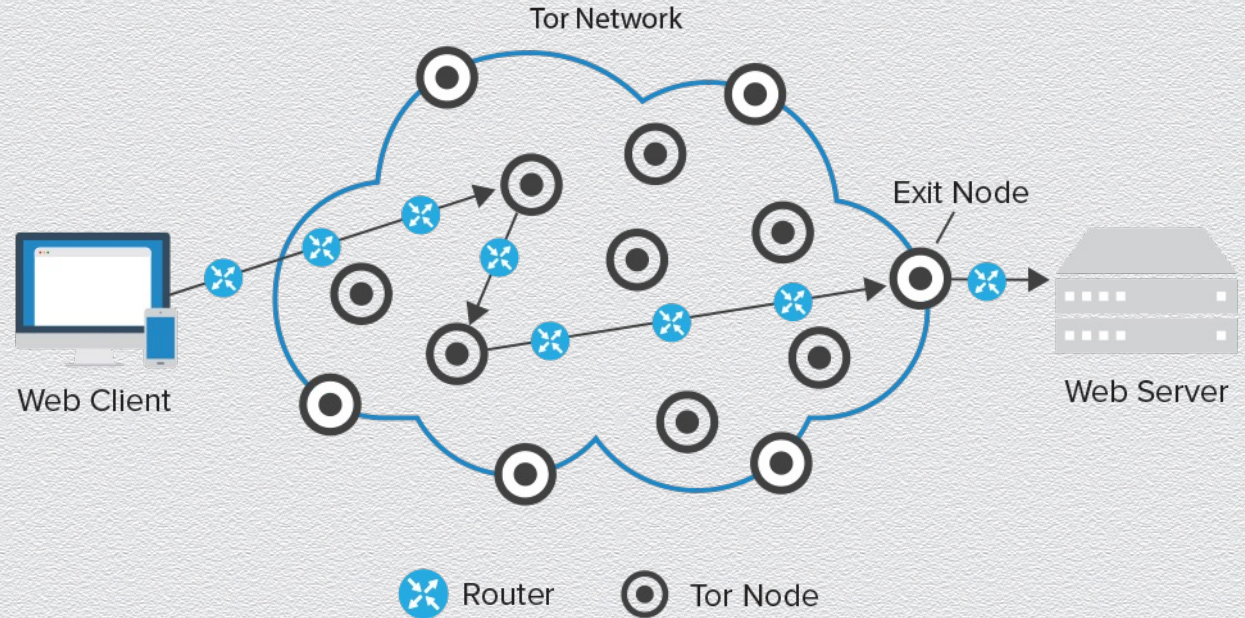 Tor Network
Exit Node
Web Client
Web Server
Router
Tor Node